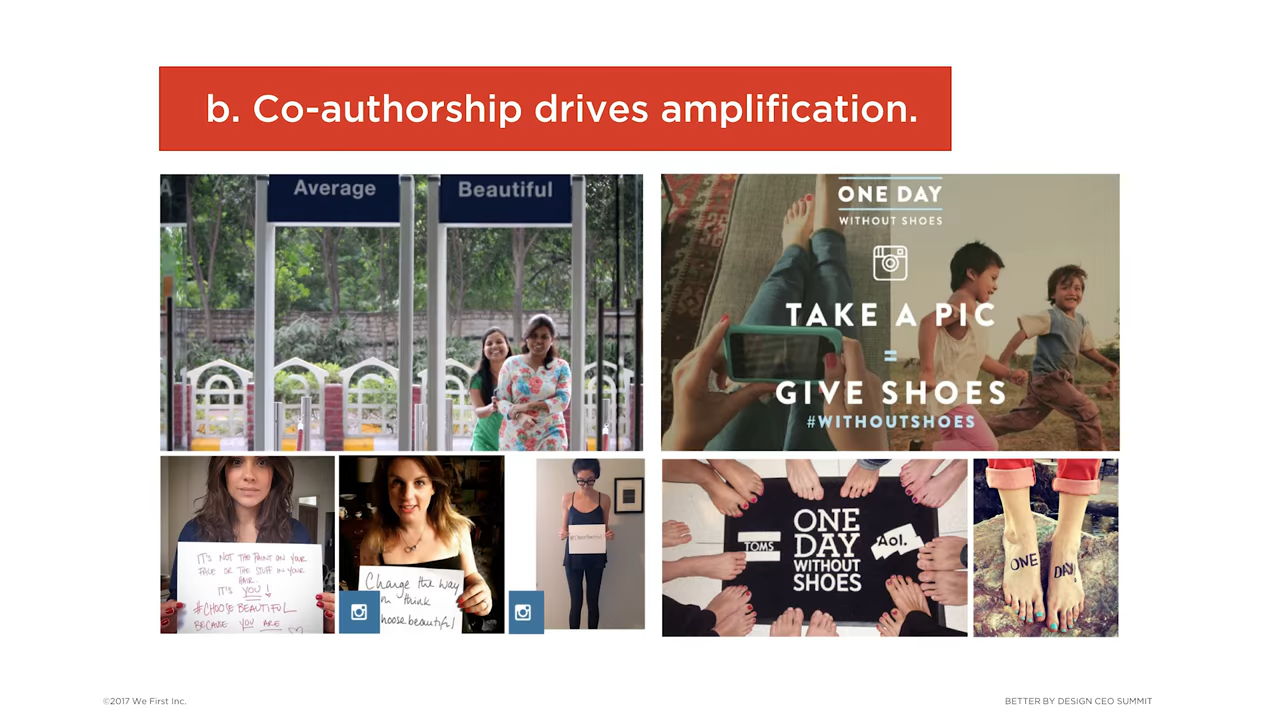 b. Co-authorship drives amplification.
A
Average
Beautiful
ONE DAY
WITHOUT SHOES
TAKE A PIC
=
GIVE SHOES
#WITHOUTSHOES
IT'S NOT THE PAINT ON YOUR
FACE OR THE STUFF IN YOUR
HAIR.
IT'S YOU!
#CHOOSE BEAUTIFUL
BECAUSE YOU ARE
Change the way
think
hoosebeautiful
TOMS
ONE
DAY
WITHOUT
SHOES
Aol.
ONE
DAY
©2017 We First Inc.
BETTER BY DESIGN CEO SUMMIT